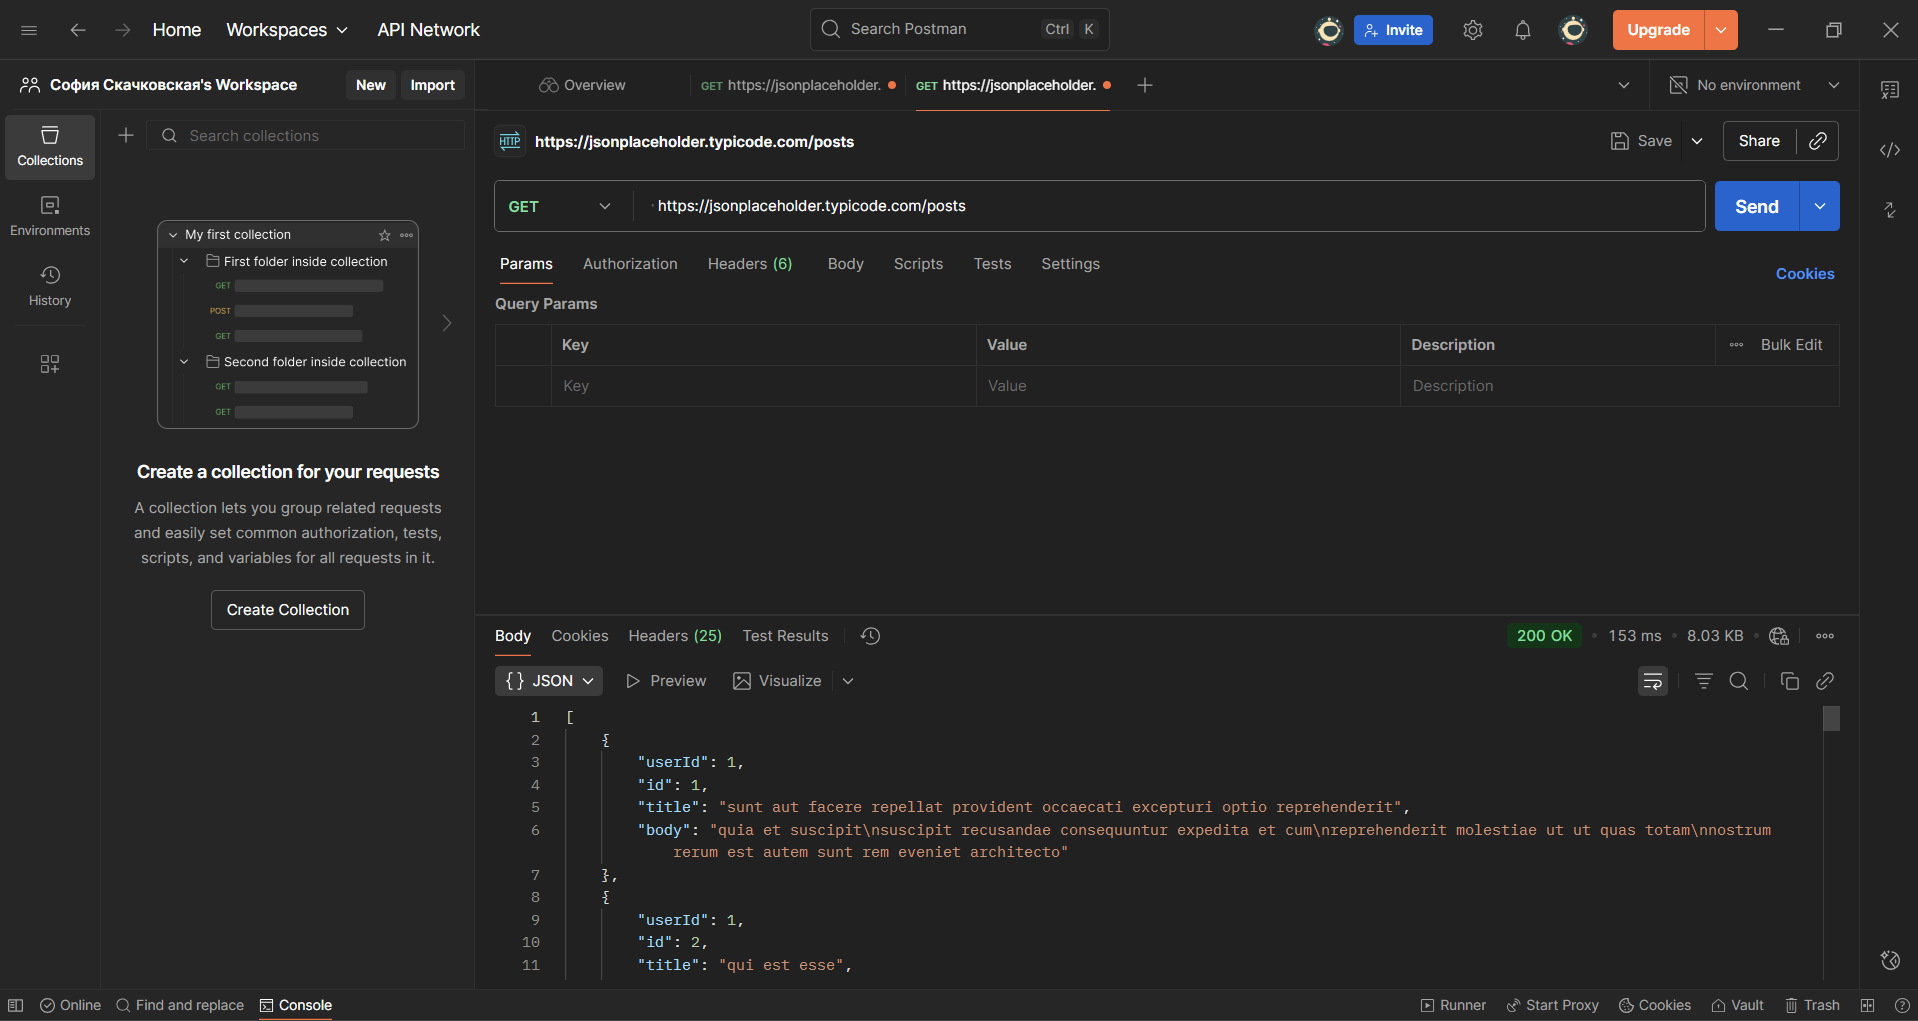 Home Workspaces API Network Search Postman Ctrl K Invite Upgrade
София Скачковская's Workspace New Import Overview GET https://jsonplaceholder. GET https://jsonplaceholder. No environment
Collections
Search collections
HTTP https://jsonplaceholder.typicode.com/posts Save Share
Environments
History
GET https://jsonplaceholder.typicode.com/posts Send
My first collection
First folder inside collection
GET
POST
GET
Second folder inside collection
GET
GET
Create a collection for your requests
A collection lets you group related requests
and easily set common authorization, tests,
scripts, and variables for all requests in it.
Create Collection
Params Authorization Headers (6) Body Scripts Tests Settings Cookies
Query Params
Key Value Description Bulk Edit
Key Value Description
Body Cookies Headers (25) Test Results 200 OK 153 ms 8.03 KB
{} JSON Preview Visualize
1 [
2 {
3 "userId": 1,
4 "id": 1,
5 "title": "sunt aut facere repellat provident occaecati excepturi optio reprehenderit",
6 "body": "quia et suscipit\nsuscipit recusandae consequuntur expedita et cum\nreprehenderit molestiae ut ut quas totam\nnostrum
rerum est autem sunt rem eveniet architecto"
7 },
8 {
9 "userId": 1,
10 "id": 2,
11 "title": "qui est esse",
Online Find and replace Console Runner Start Proxy Cookies Vault Trash